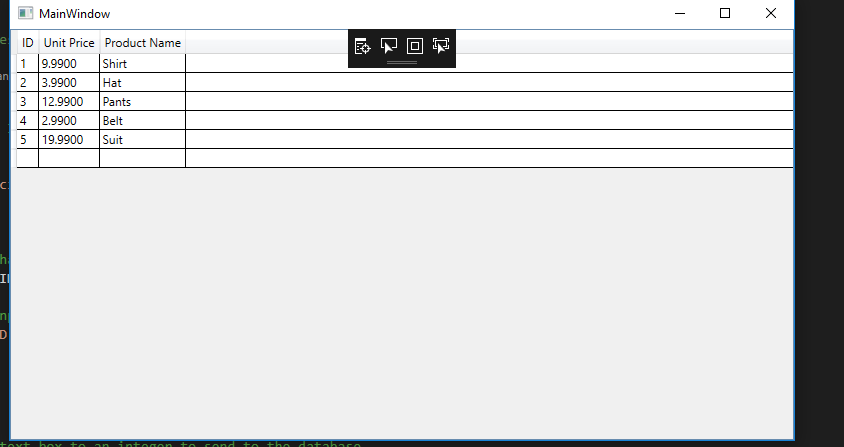 MainWindow
ID Unit Price Product Name
1 9.9900 Shirt
2 3.9900 Hat
3 12.9900 Pants
4 2.9900 Belt
5 19.9900 Suit
text box to an integer to send to the database